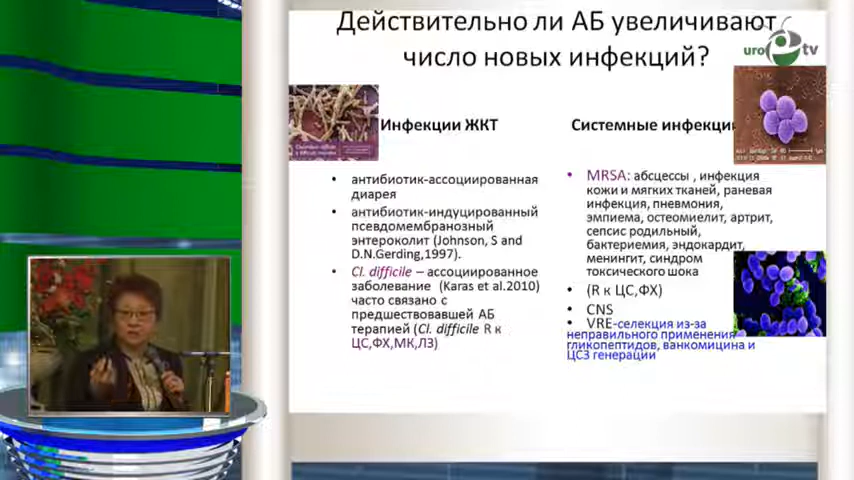 Действительно ли АБ увеличивают
число новых инфекций?
uro tv
Инфекции ЖКТ
Системные инфекции
• антибиотик-ассоциированная
диарея
• антибиотик-индуцированный
псевдомембранозный
энтероколит (Johnson, S and
D.N.Gerding,1997).
• Cl. difficile – ассоциированное
заболевание (Karas et al.2010)
часто связано с
предшествовавшей АБ
терапией (Cl. difficile R к
ЦС,ФХ,МК,ЛЗ)
• MRSA: абсцессы , инфекция
кожи и мягких тканей, раневая
инфекция, пневмония,
эмпиема, остеомиелит, артрит,
сепсис родильный,
бактериемия, эндокардит,
менингит, синдром
токсического шока
• (R к ЦС,ФХ)
• CNS
• VRE-селекция из-за
неправильного применения
гликопептидов, ванкомицина и
ЦС3 генерации